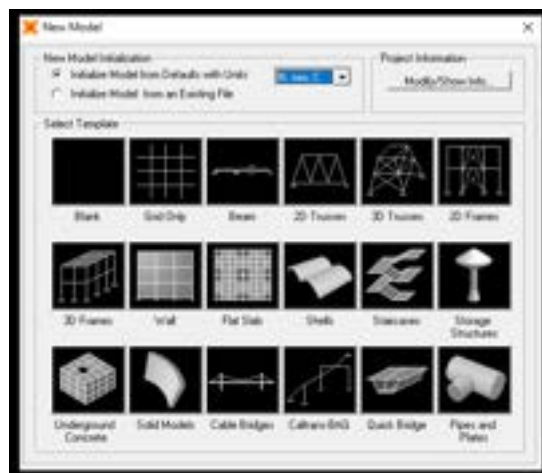 New Model
New Model Initialization
Project Information
Initialize Model from Defaults with Units
Modify/Show Info...
Initialize Model from an Existing File
Select Template
Blank
Grid Only
Beam
2D Trusses
3D Trusses
2D Frames
3D Frames
Wall
Flat Slab
Shells
Staircases
Storage
Structures
Underground
Concrete
Solid Models
Cable Bridges
Caltrans-BAG
Quick Bridge
Pipes and
Plates